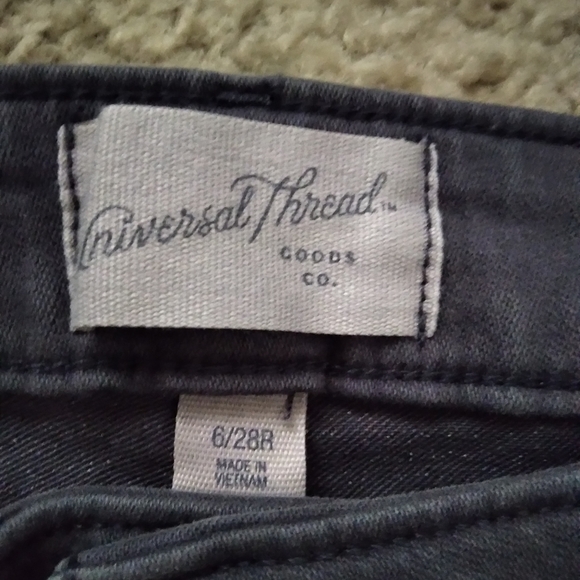 Universal Thread™
GOODS
CO.
6/28R
MADE IN
VIETNAM